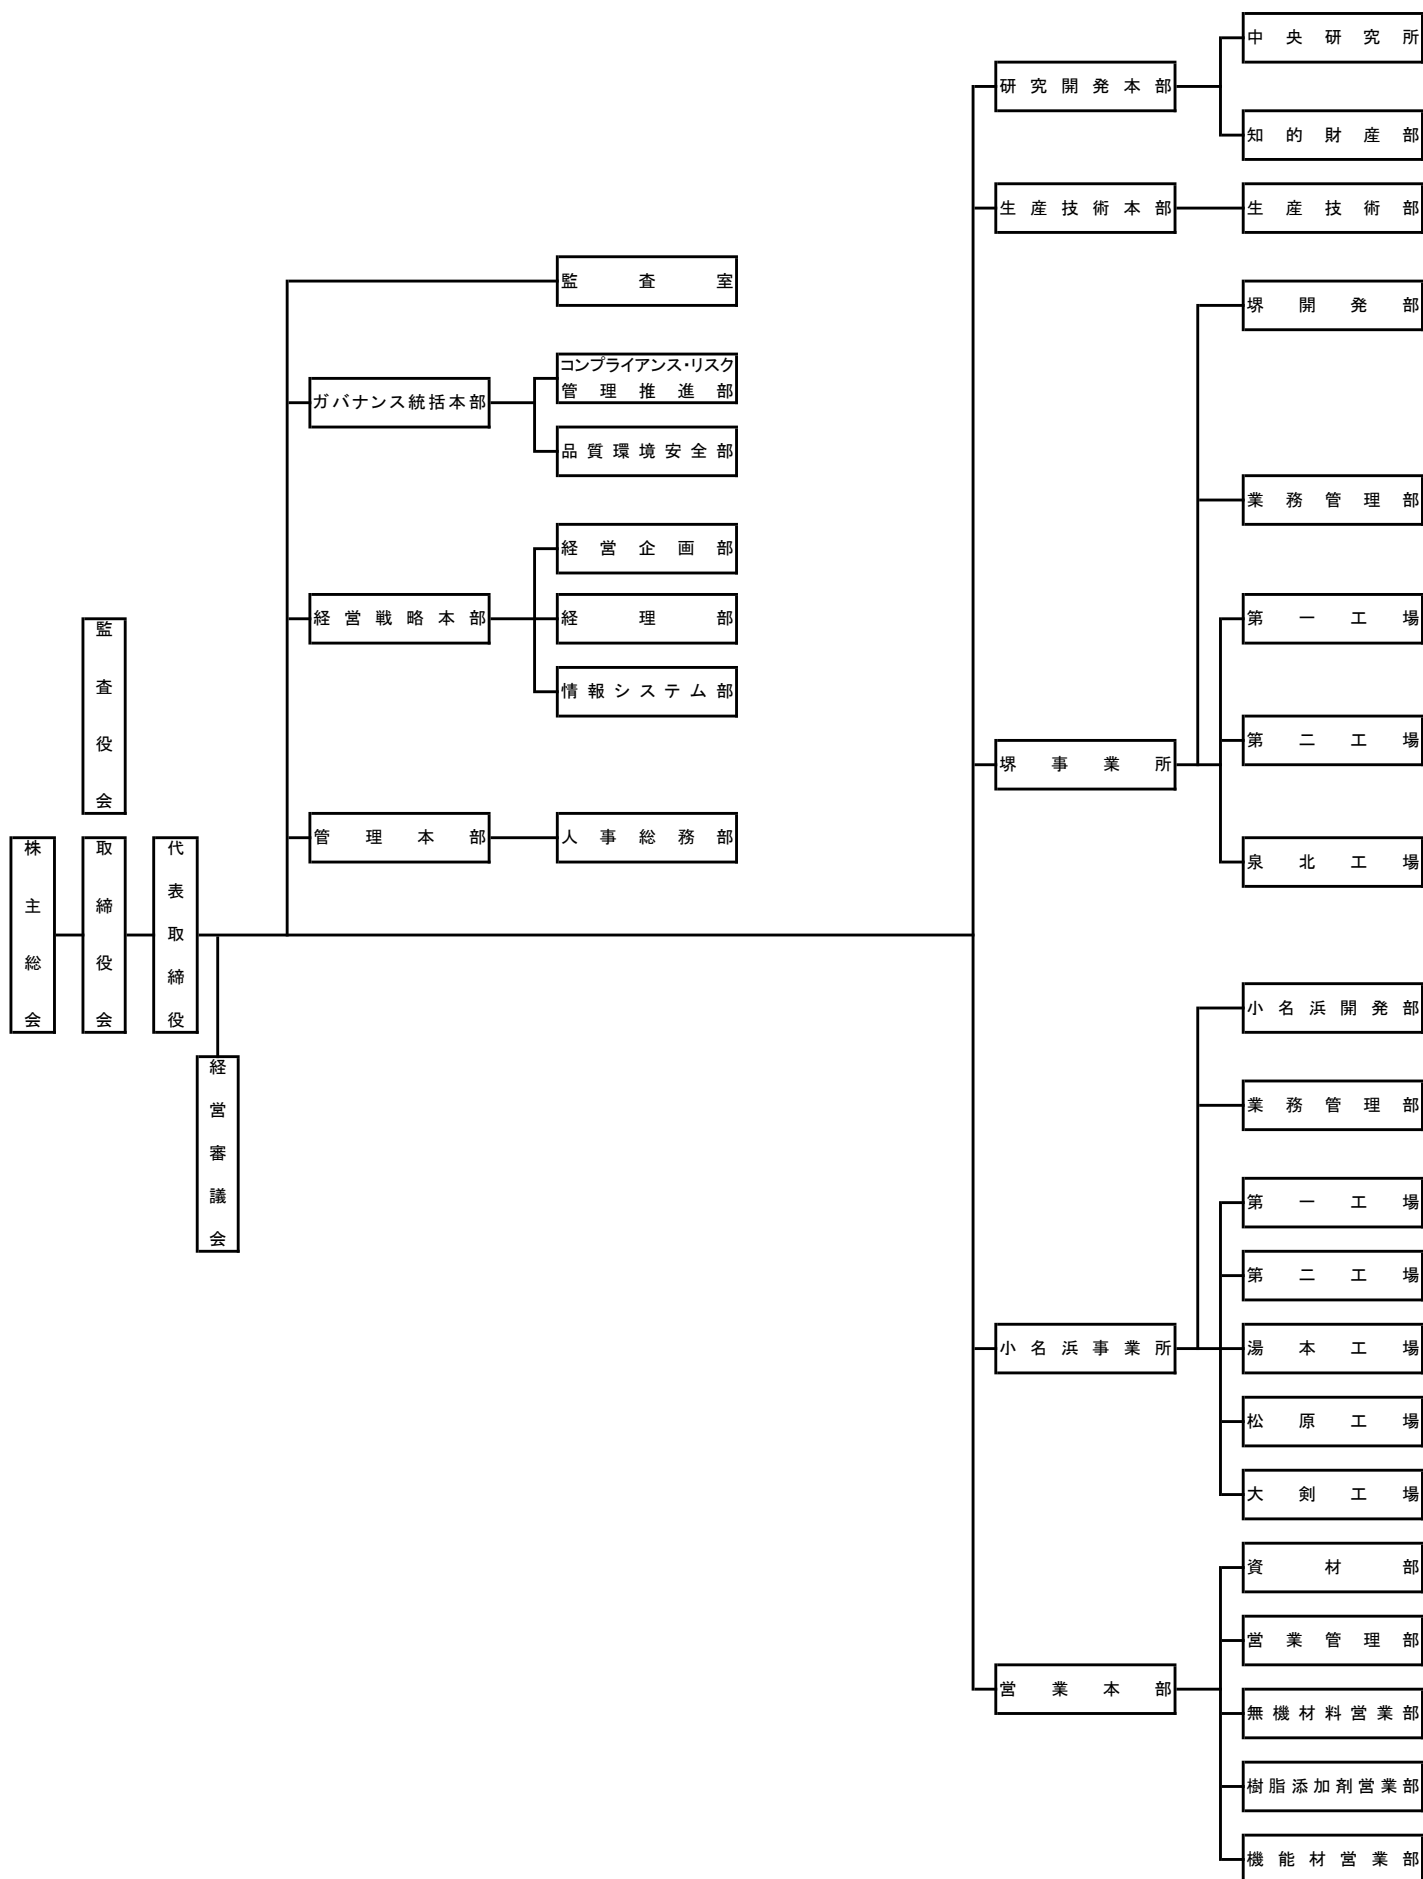 株主総会
監査役会
取締役会
代表取締役
経営審議会
監査室
ガバナンス統括本部
コンプライアンス・リスク
管理推進部
品質環境安全部
経営戦略本部
経営企画部
経理部
情報システム部
管理本部
人事総務部
研究開発本部
中央研究所
知的財産部
生産技術本部
生産技術部
堺事業所
堺開発部
業務管理部
第一工場
第二工場
泉北工場
小名浜事業所
小名浜開発部
業務管理部
第一工場
第二工場
湯本工場
松原工場
大剣工場
営業本部
資材部
営業管理部
無機材料営業部
樹脂添加剤営業部
機能材営業部